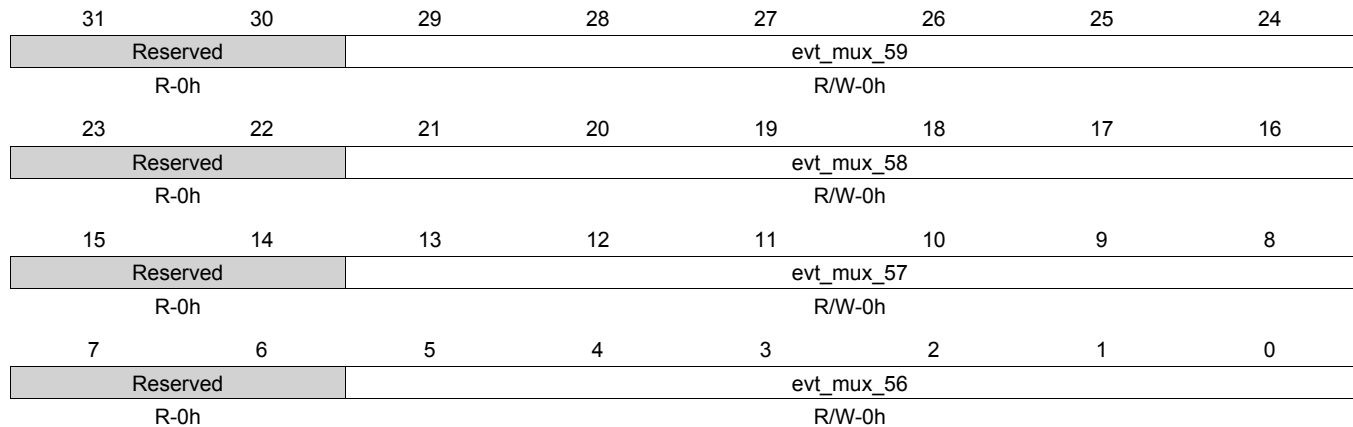 31 30 29 28 27 26 25 24
Reserved evt_mux_59
R-0h R/W-0h
23 22 21 20 19 18 17 16
Reserved evt_mux_58
R-0h R/W-0h
15 14 13 12 11 10 9 8
Reserved evt_mux_57
R-0h R/W-0h
7 6 5 4 3 2 1 0
Reserved evt_mux_56
R-0h R/W-0h